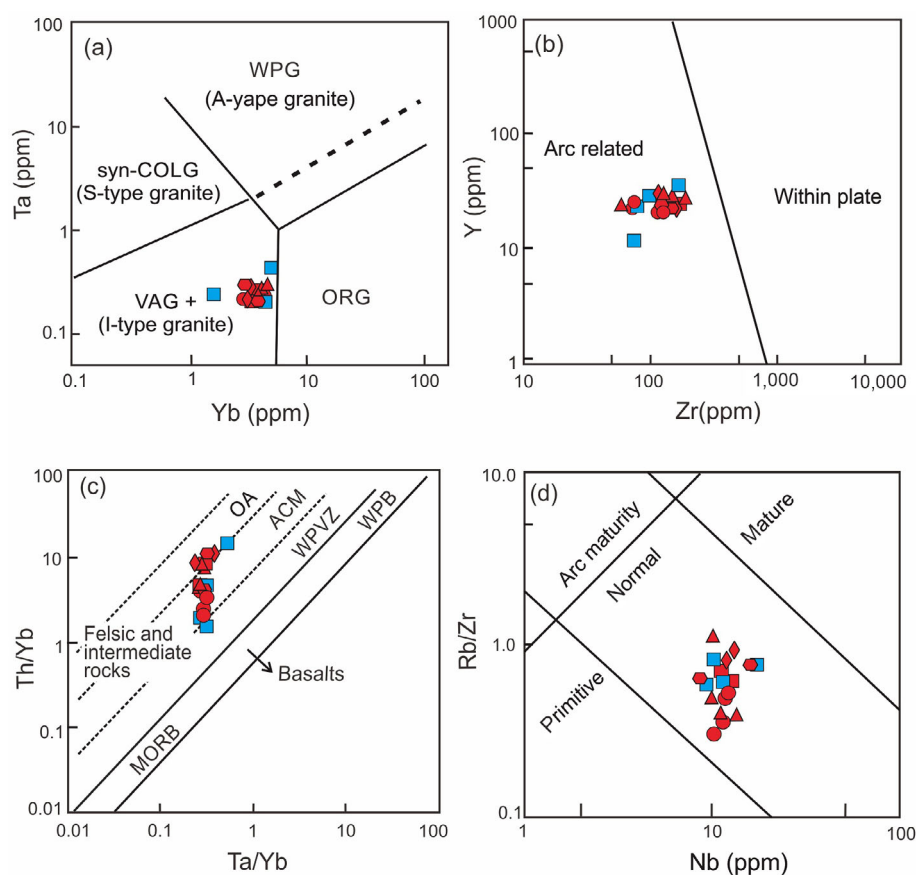 (a)
100
10
1
0.1
Ta (ppm)
WPG
(A-yape granite)
syn-COLG
(S-type granite)
VAG +
(I-type granite)
ORG
0.1
1
10
100
Yb (ppm)
(b)
1000
100
10
1
Y (ppm)
Arc related
Within plate
10
100
1,000
10,000
Zr(ppm)
(c)
100
10
1
0.1
0.01
Th/Yb
OA
ACM
WPVZ
WPB
Felsic and
intermediate
rocks
Basalts
MORB
0.01
0.1
1
10
100
Ta/Yb
(d)
10.0
1.0
0.1
Rb/Zr
Arc maturity
Normal
Mature
Primitive
1
10
100
Nb (ppm)